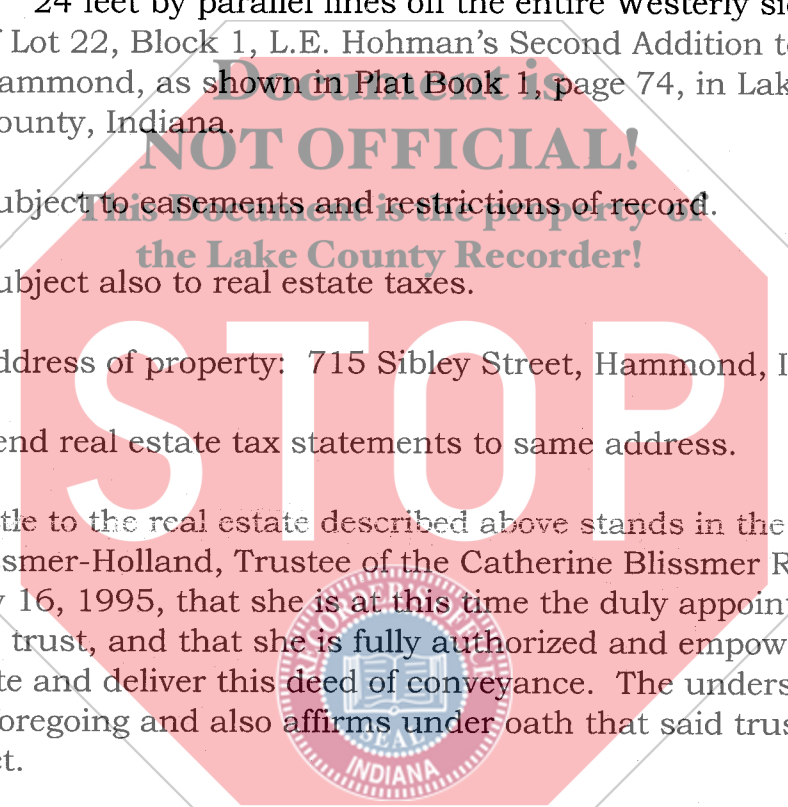 24 feet by parallel lines off the entire Westerly si
f Lot 22, Block 1, L.E. Hohman's Second Addition t
ammond, as shown in Plat Book 1, page 74, in Lak
ounty, Indiana.
Document is
NOT OFFICIAL!
This Document is the property of
the Lake County Recorder!
ubject to easements and restrictions of record.
ubject also to real estate taxes.
ddress of property: 715 Sibley Street, Hammond, I
end real estate tax statements to same address.
STOP
tle to the real estate described above stands in the
ssmer-Holland, Trustee of the Catherine Blissmer R
y 16, 1995, that she is at this time the duly appoin
trust, and that she is fully authorized and empow
te and deliver this deed of conveyance. The unders
oregoing and also affirms under oath that said trus
ct.
SEAL
INDIANA